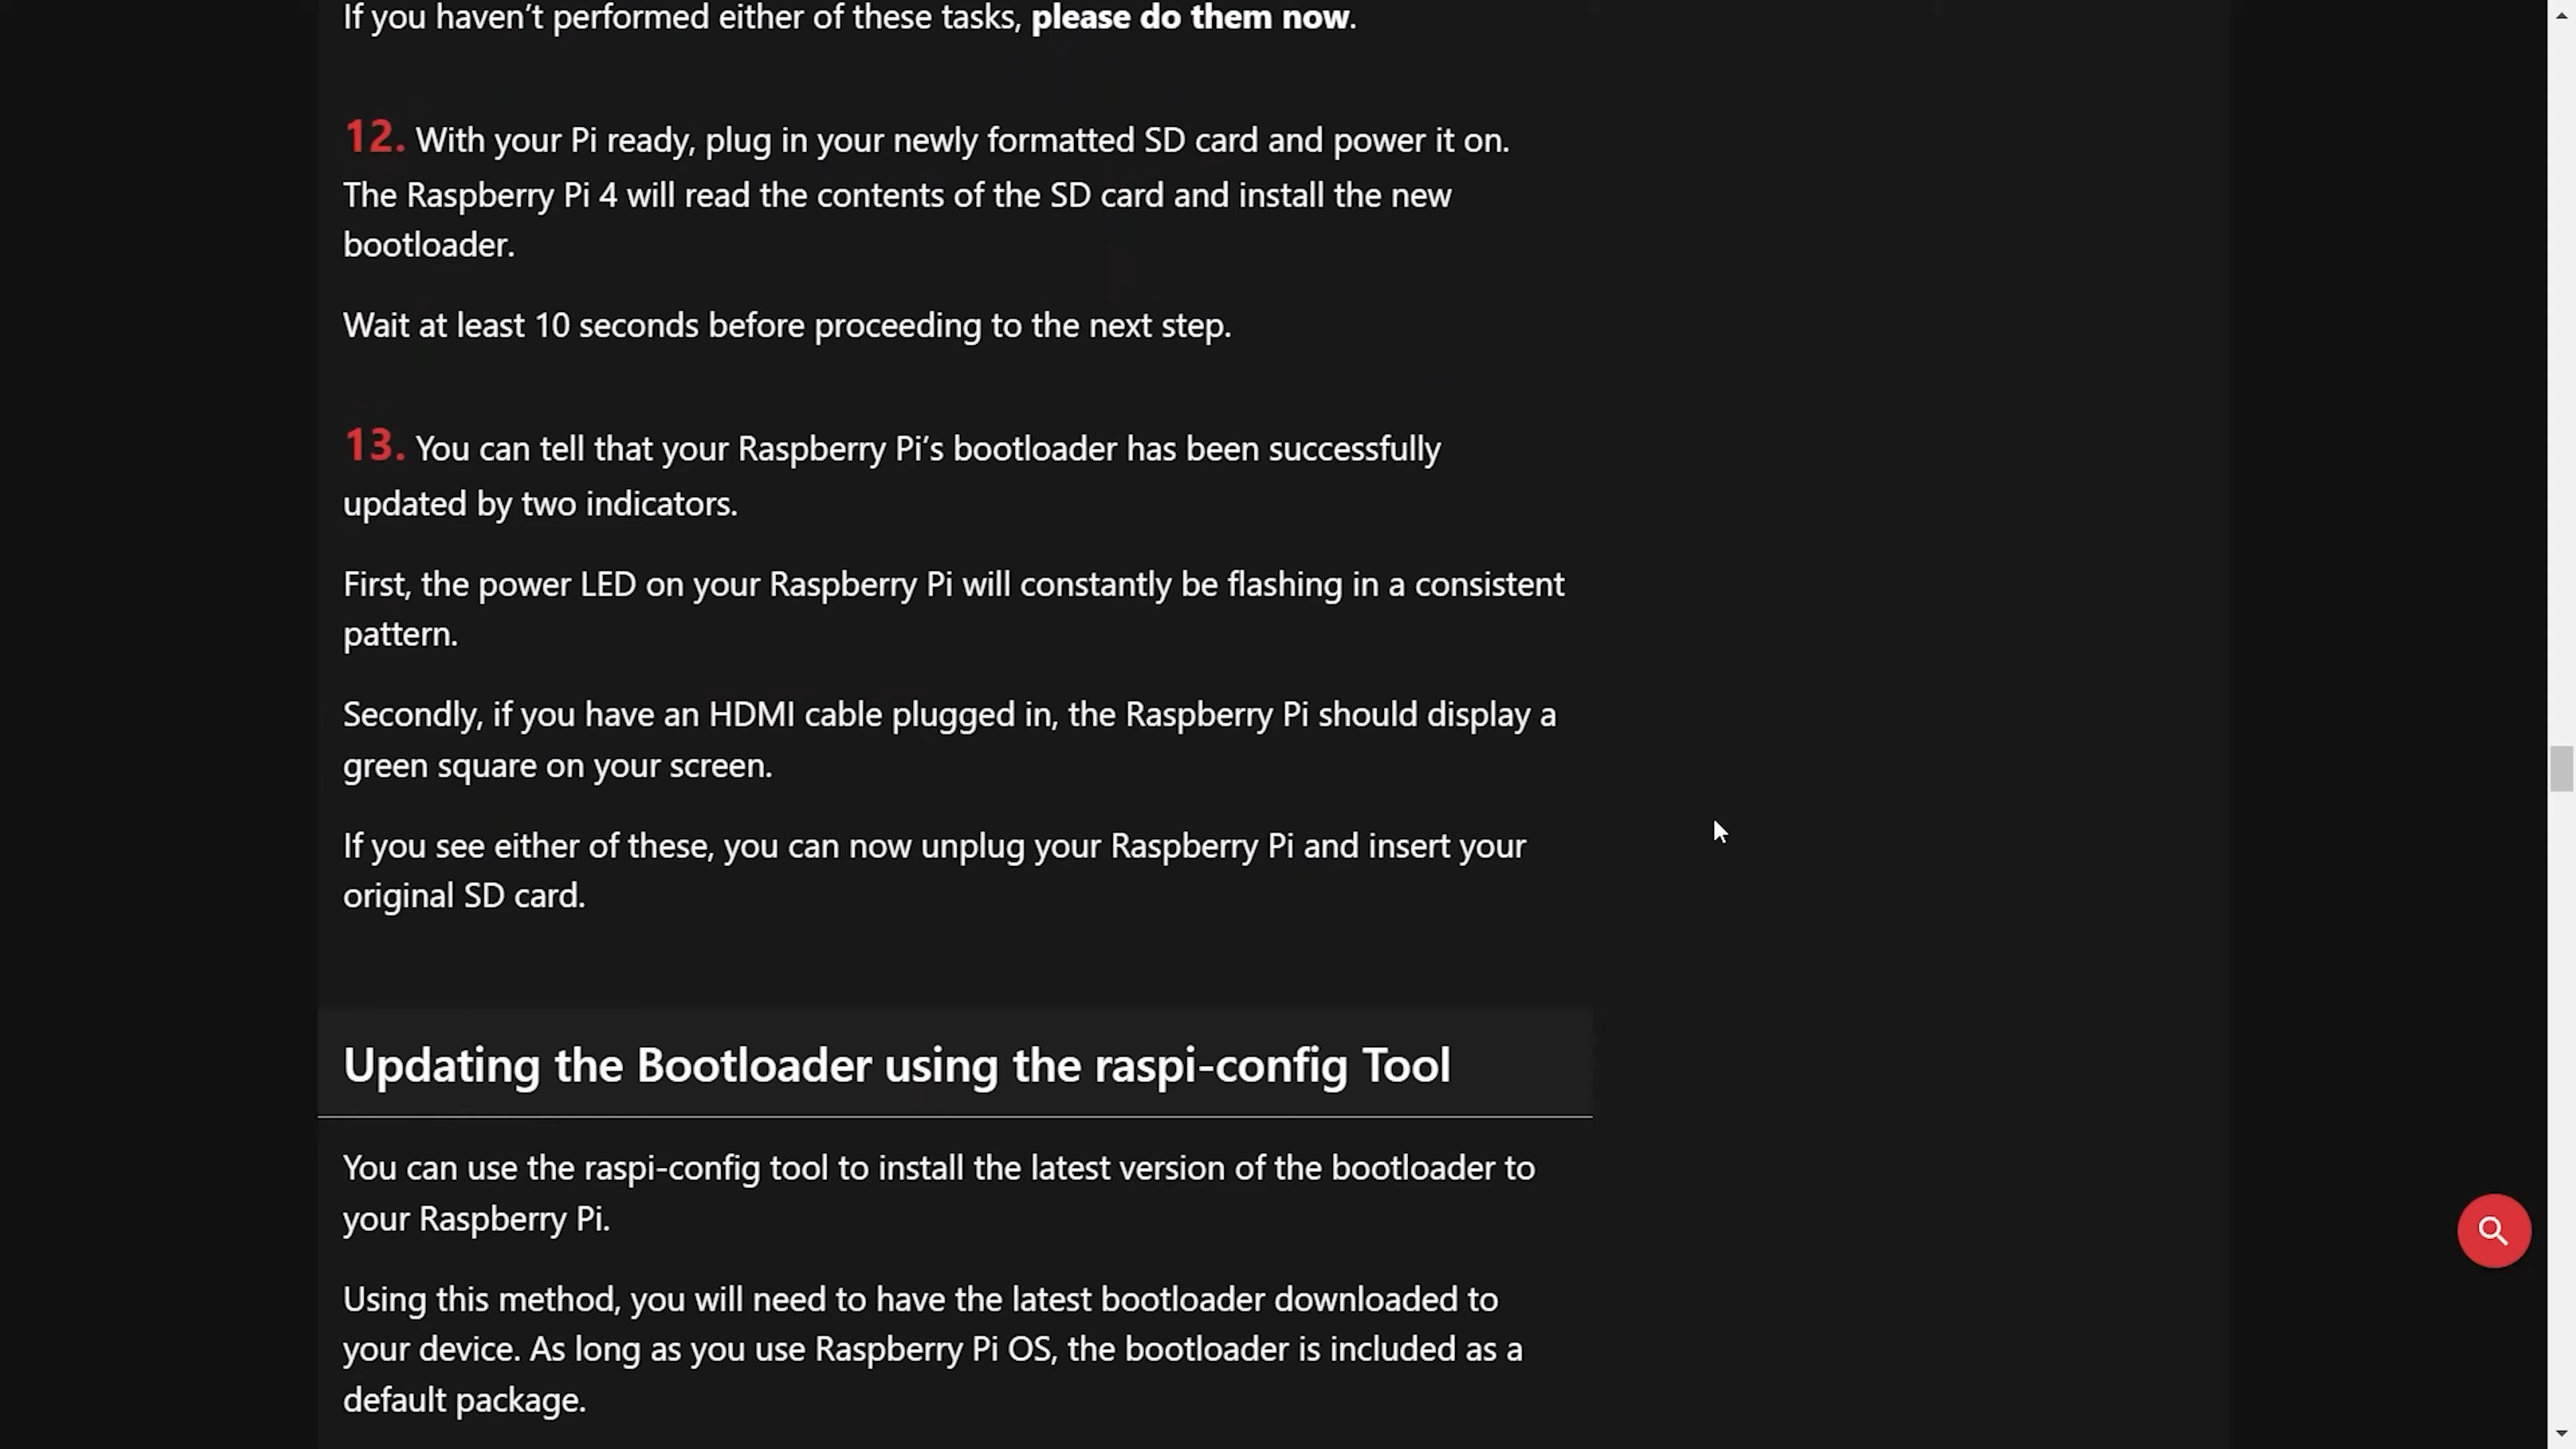 If you haven’t performed either of these tasks, please do them now.
12. With your Pi ready, plug in your newly formatted SD card and power it on.
The Raspberry Pi 4 will read the contents of the SD card and install the new
bootloader.
Wait at least 10 seconds before proceeding to the next step.
13. You can tell that your Raspberry Pi’s bootloader has been successfully
updated by two indicators.
First, the power LED on your Raspberry Pi will constantly be flashing in a consistent
pattern.
Secondly, if you have an HDMI cable plugged in, the Raspberry Pi should display a
green square on your screen.
If you see either of these, you can now unplug your Raspberry Pi and insert your
original SD card.
Updating the Bootloader using the raspi-config Tool
You can use the raspi-config tool to install the latest version of the bootloader to
your Raspberry Pi.
Using this method, you will need to have the latest bootloader downloaded to
your device. As long as you use Raspberry Pi OS, the bootloader is included as a
default package.